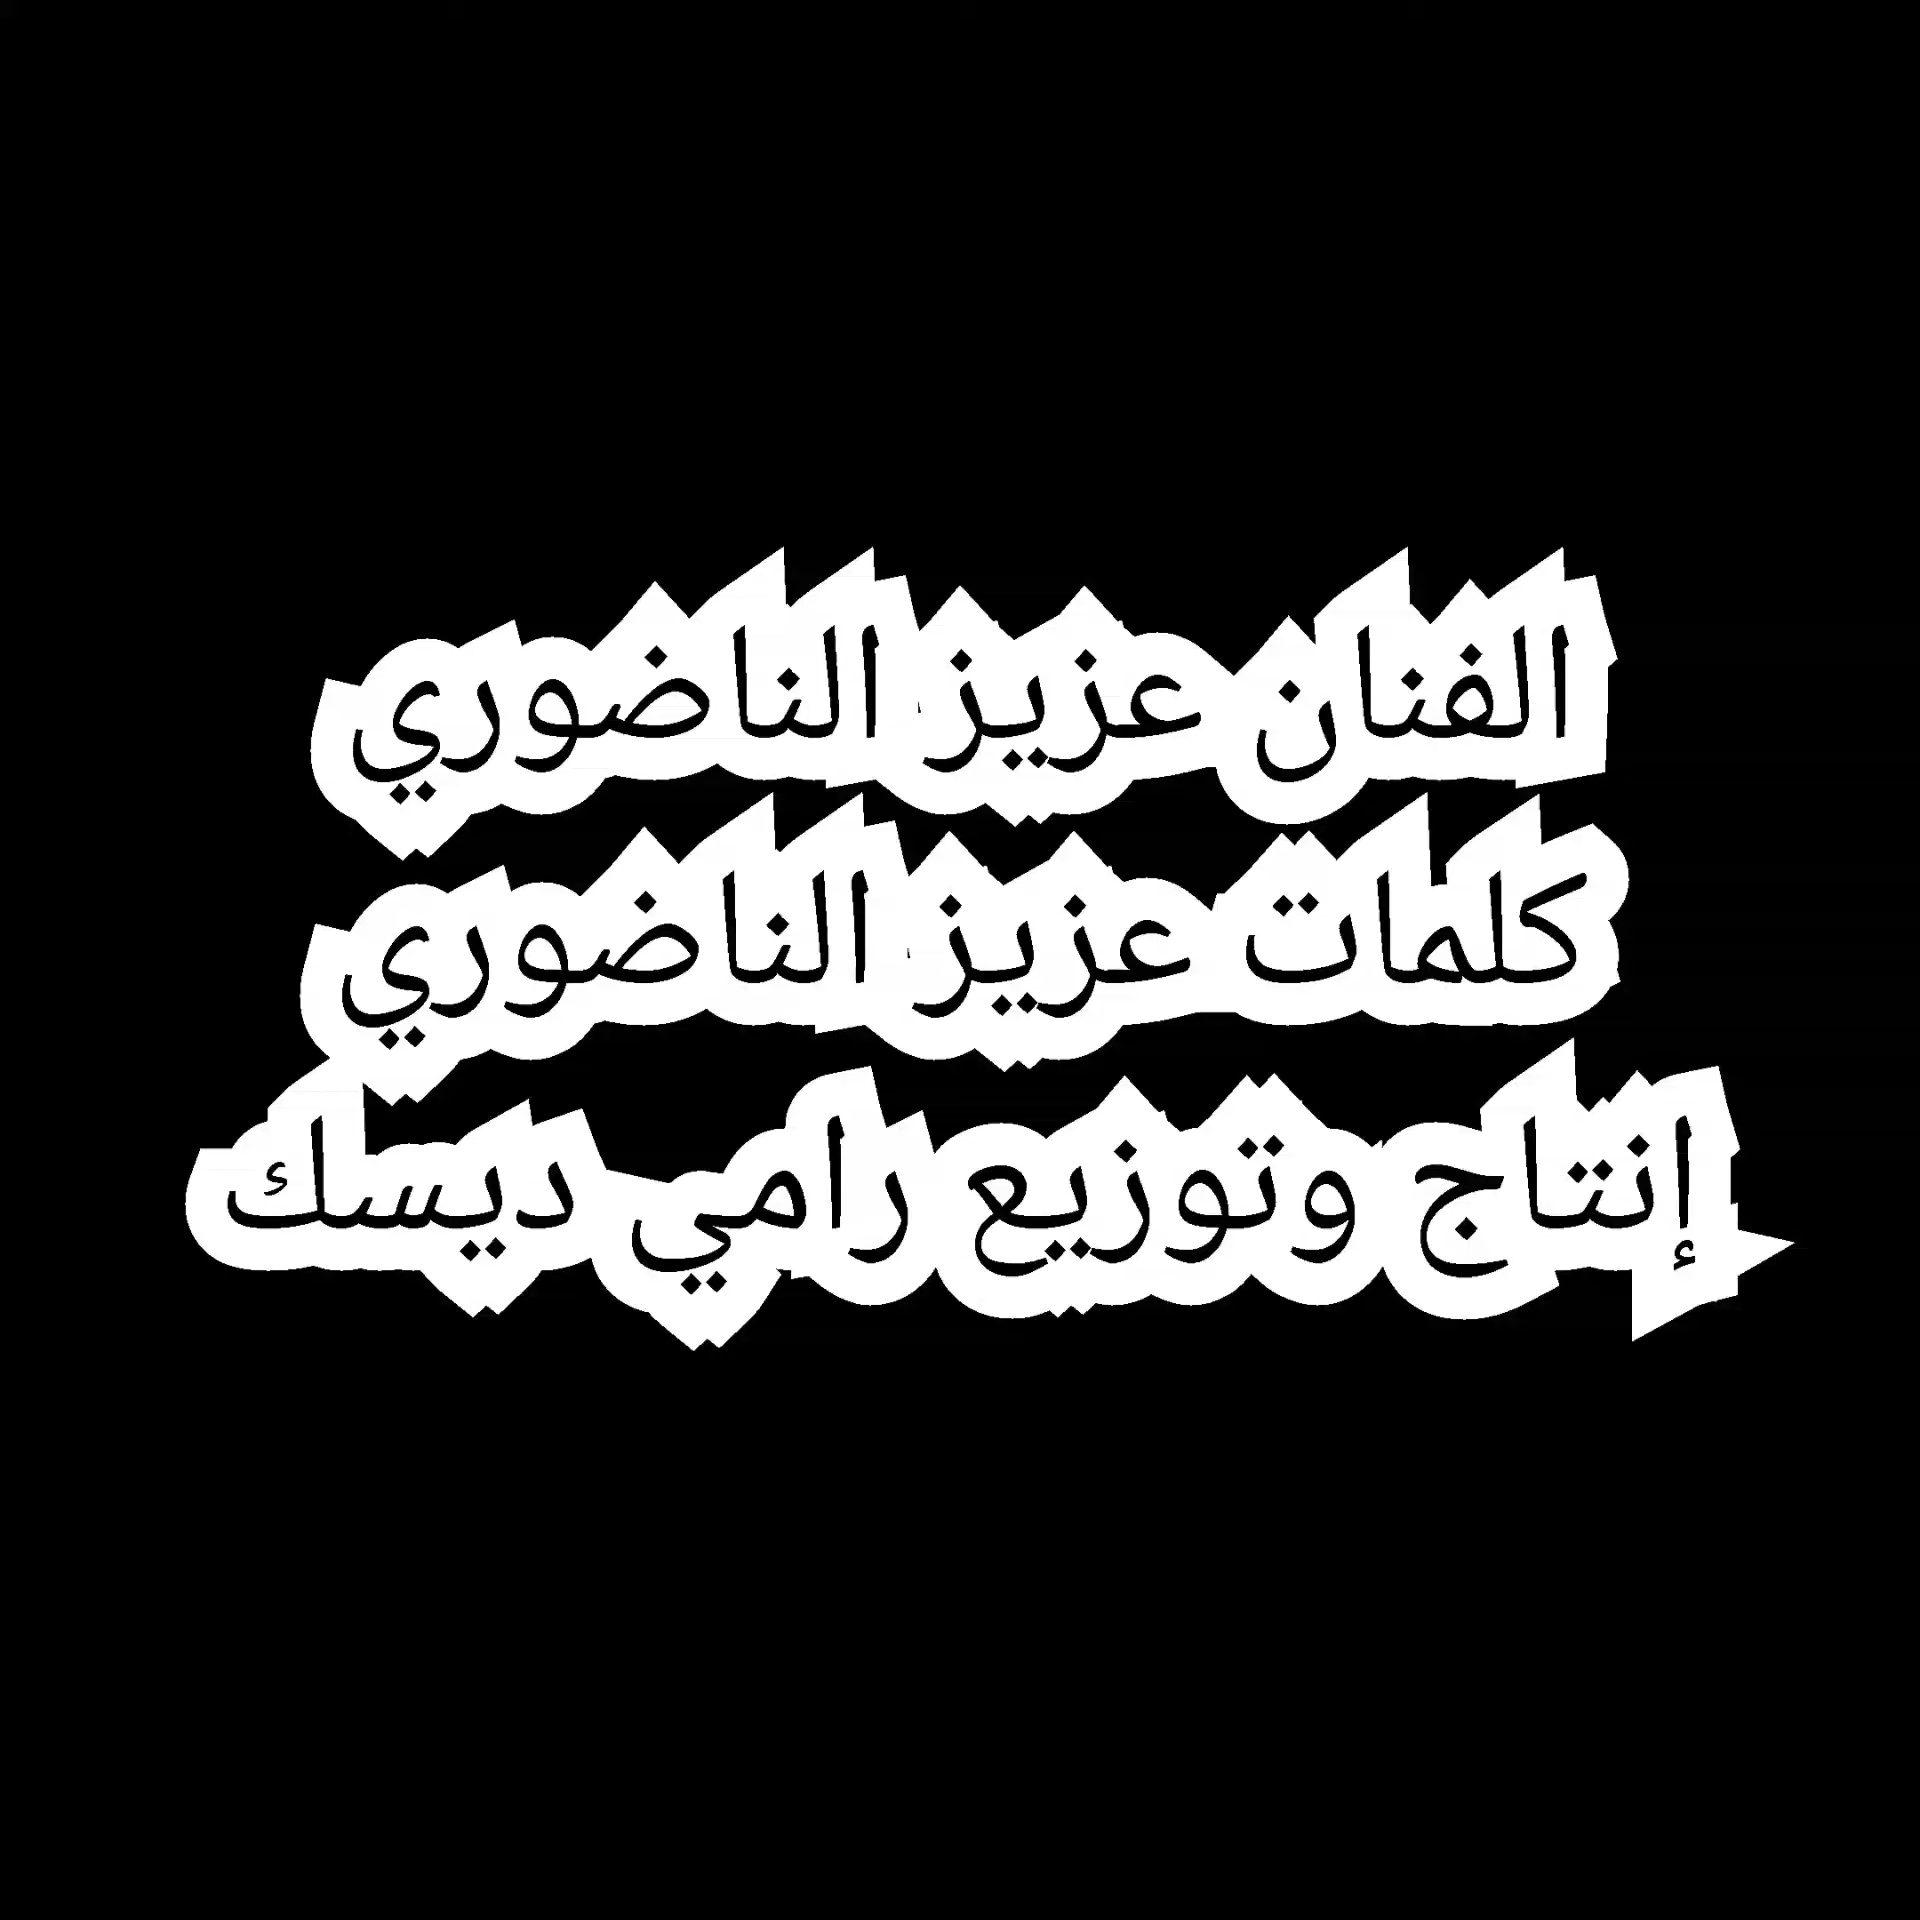 الفنان عزيز الناضوري
كلمات عزيز الناضوري
إنتاج وتوزيع رامي ديسك